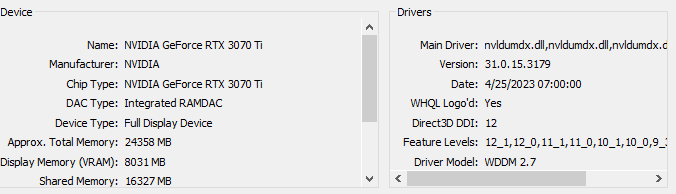 Device
Name: NVIDIA GeForce RTX 3070 Ti
Manufacturer: NVIDIA
Chip Type: NVIDIA GeForce RTX 3070 Ti
DAC Type: Integrated RAMDAC
Device Type: Full Display Device
Approx. Total Memory: 24358 MB
Display Memory (VRAM): 8031 MB
Shared Memory: 16327 MB
Drivers
Main Driver: nvldumdx.dll,nvldumdx.dll,nvldumdx.d
Version: 31.0.15.3179
Date: 4/25/2023 07:00:00
WHQL Logo'd: Yes
Direct3D DDI: 12
Feature Levels: 12_1,12_0,11_1,11_0,10_1,10_0,9_3
Driver Model: WDDM 2.7